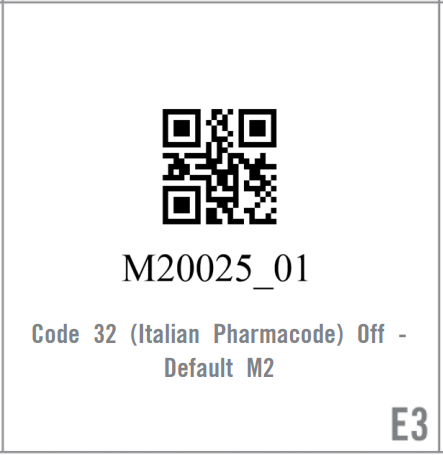 M20025_01
Code 32 (Italian Pharmacode) Off -
Default M2
E3